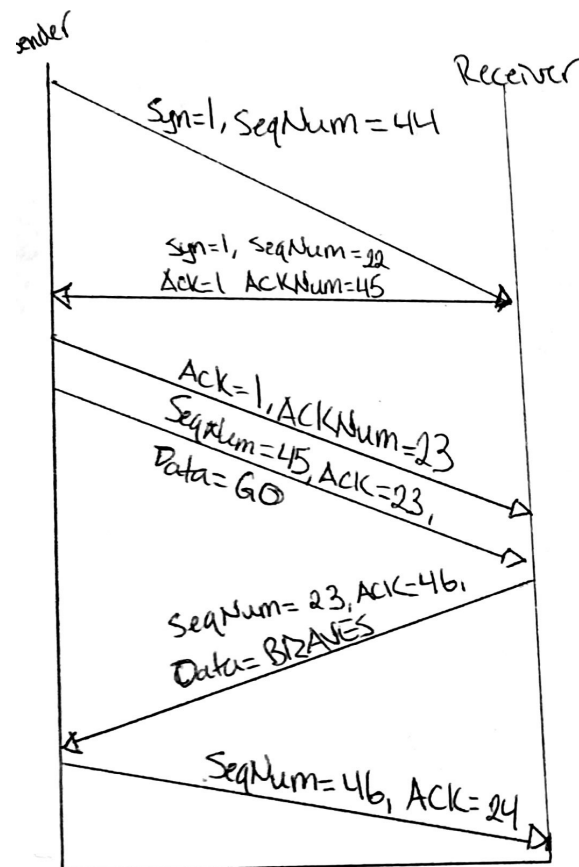 ender
Receiver
Syn=1, SeqNum=44
Syn=1, SeqNum=22
Ack=1 ACKNum=45
ACK=1, ACKNum=23
SeqNum=45, ACK=23,
Data=GO
SeqNum=23, ACK=46,
Data=BRAVES
SeqNum=46, ACK=24